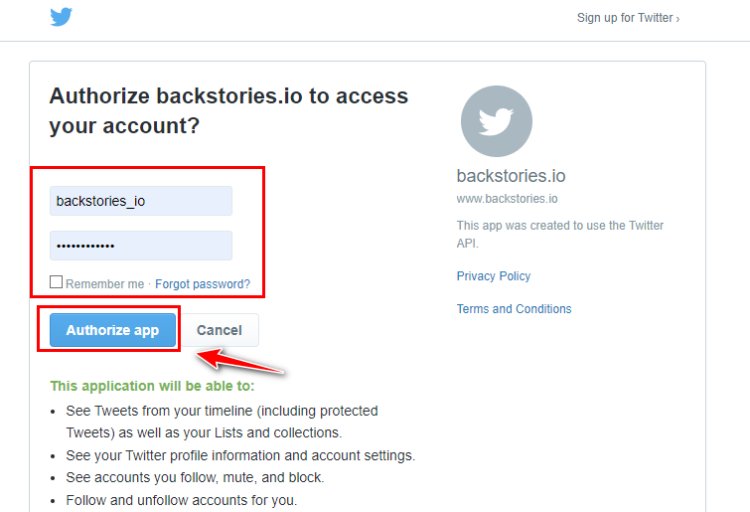 Sign up for Twitter ›
Authorize backstories.io to access
your account?
backstories_io
••••••••••••
Remember me · Forgot password?
Authorize app
Cancel
This application will be able to:
• See Tweets from your timeline (including protected
Tweets) as well as your Lists and collections.
• See your Twitter profile information and account settings.
• See accounts you follow, mute, and block.
• Follow and unfollow accounts for you.
backstories.io
www.backstories.io
This app was created to use the Twitter
API.
Privacy Policy
Terms and Conditions